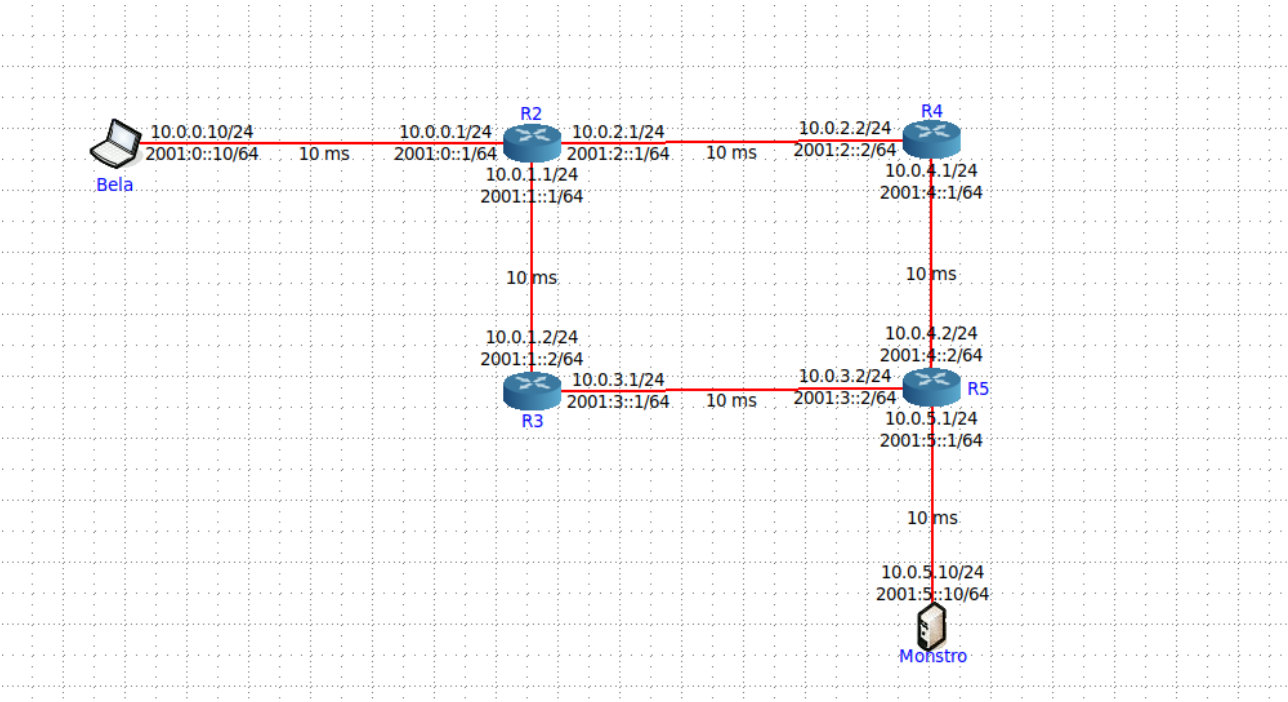 R2
R4
10.0.0.10/24
10.0.0.1/24
10.0.2.1/24
10.0.2.2/24
2001:0::10/64
10 ms
2001:0::1/64
2001:2::1/64
10 ms
2001:2::2/64
Bela
10.0.1.1/24
2001:1::1/64
10.0.4.1/24
2001:4::1/64
10 ms
10 ms
10.0.1.2/24
2001:1::2/64
10.0.4.2/24
2001:4::2/64
10.0.3.1/24
10.0.3.2/24
R5
2001:3::1/64
10 ms
2001:3::2/64
R3
10.0.5.1/24
2001:5::1/64
10 ms
10.0.5.10/24
2001:5::10/64
Monstro